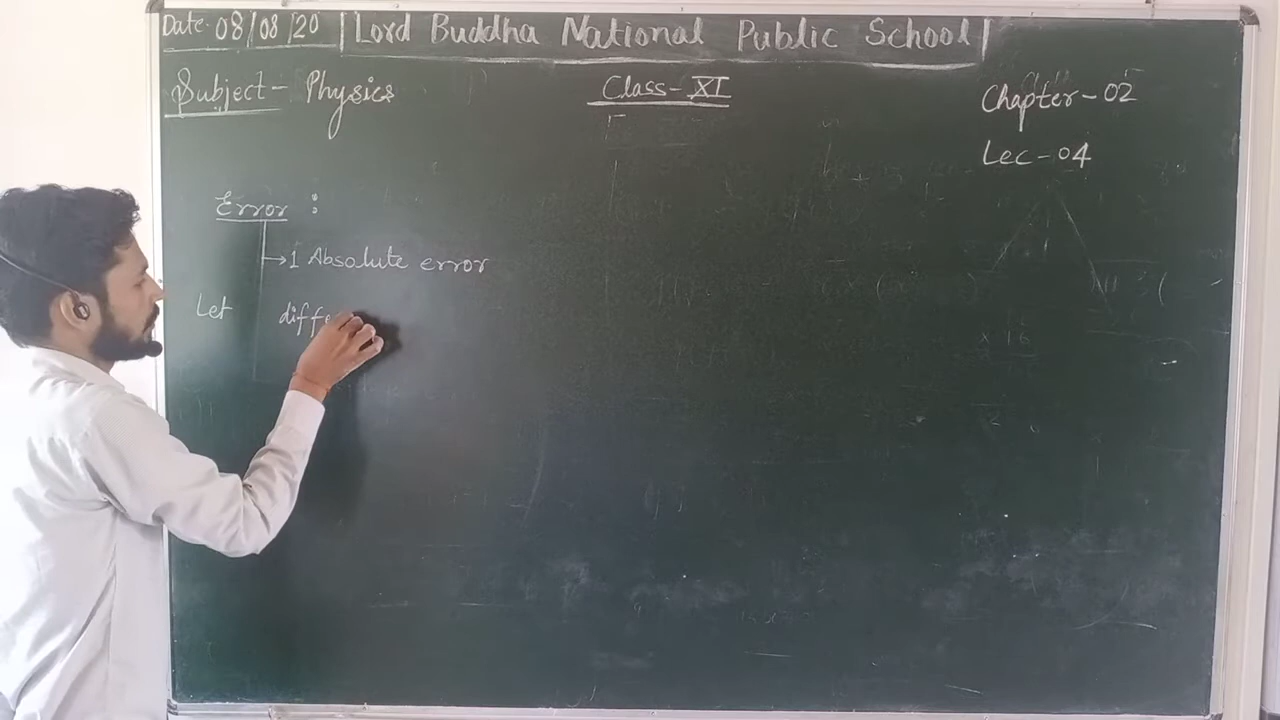 Date. 08/08/20 | Lord Buddha National Public School |
Subject - Physics
Class - XI
Chapter - 02
Lec - 04
Error :
→ 1 Absolute error
Let diffe